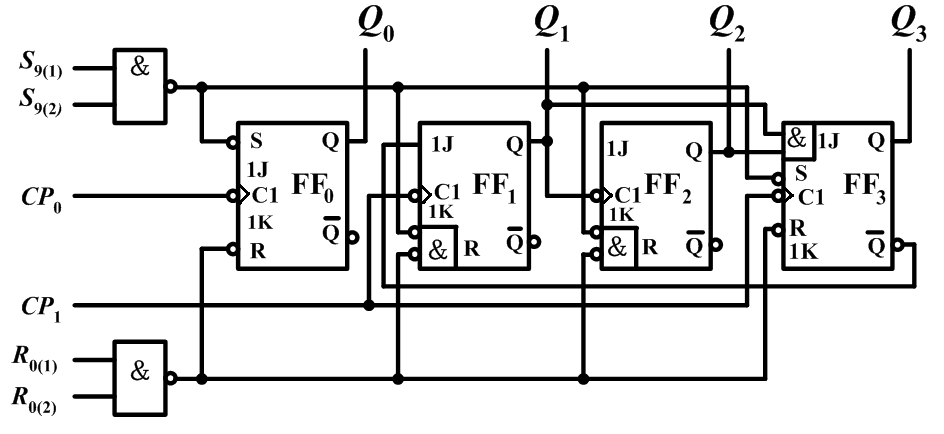 Q₀ Q₁ Q₂ Q₃
S₉₍₁₎
&
S₉₍₂₎
S Q
1J
CP₀
C1 FF₀
1K
Q̅
R
1J Q
C1 FF₁
1K
& R Q̅
1J Q
C1 FF₂
1K
& R Q̅
& 1J Q
S
C1 FF₃
R
1K Q̅
CP₁
R₀₍₁₎
&
R₀₍₂₎